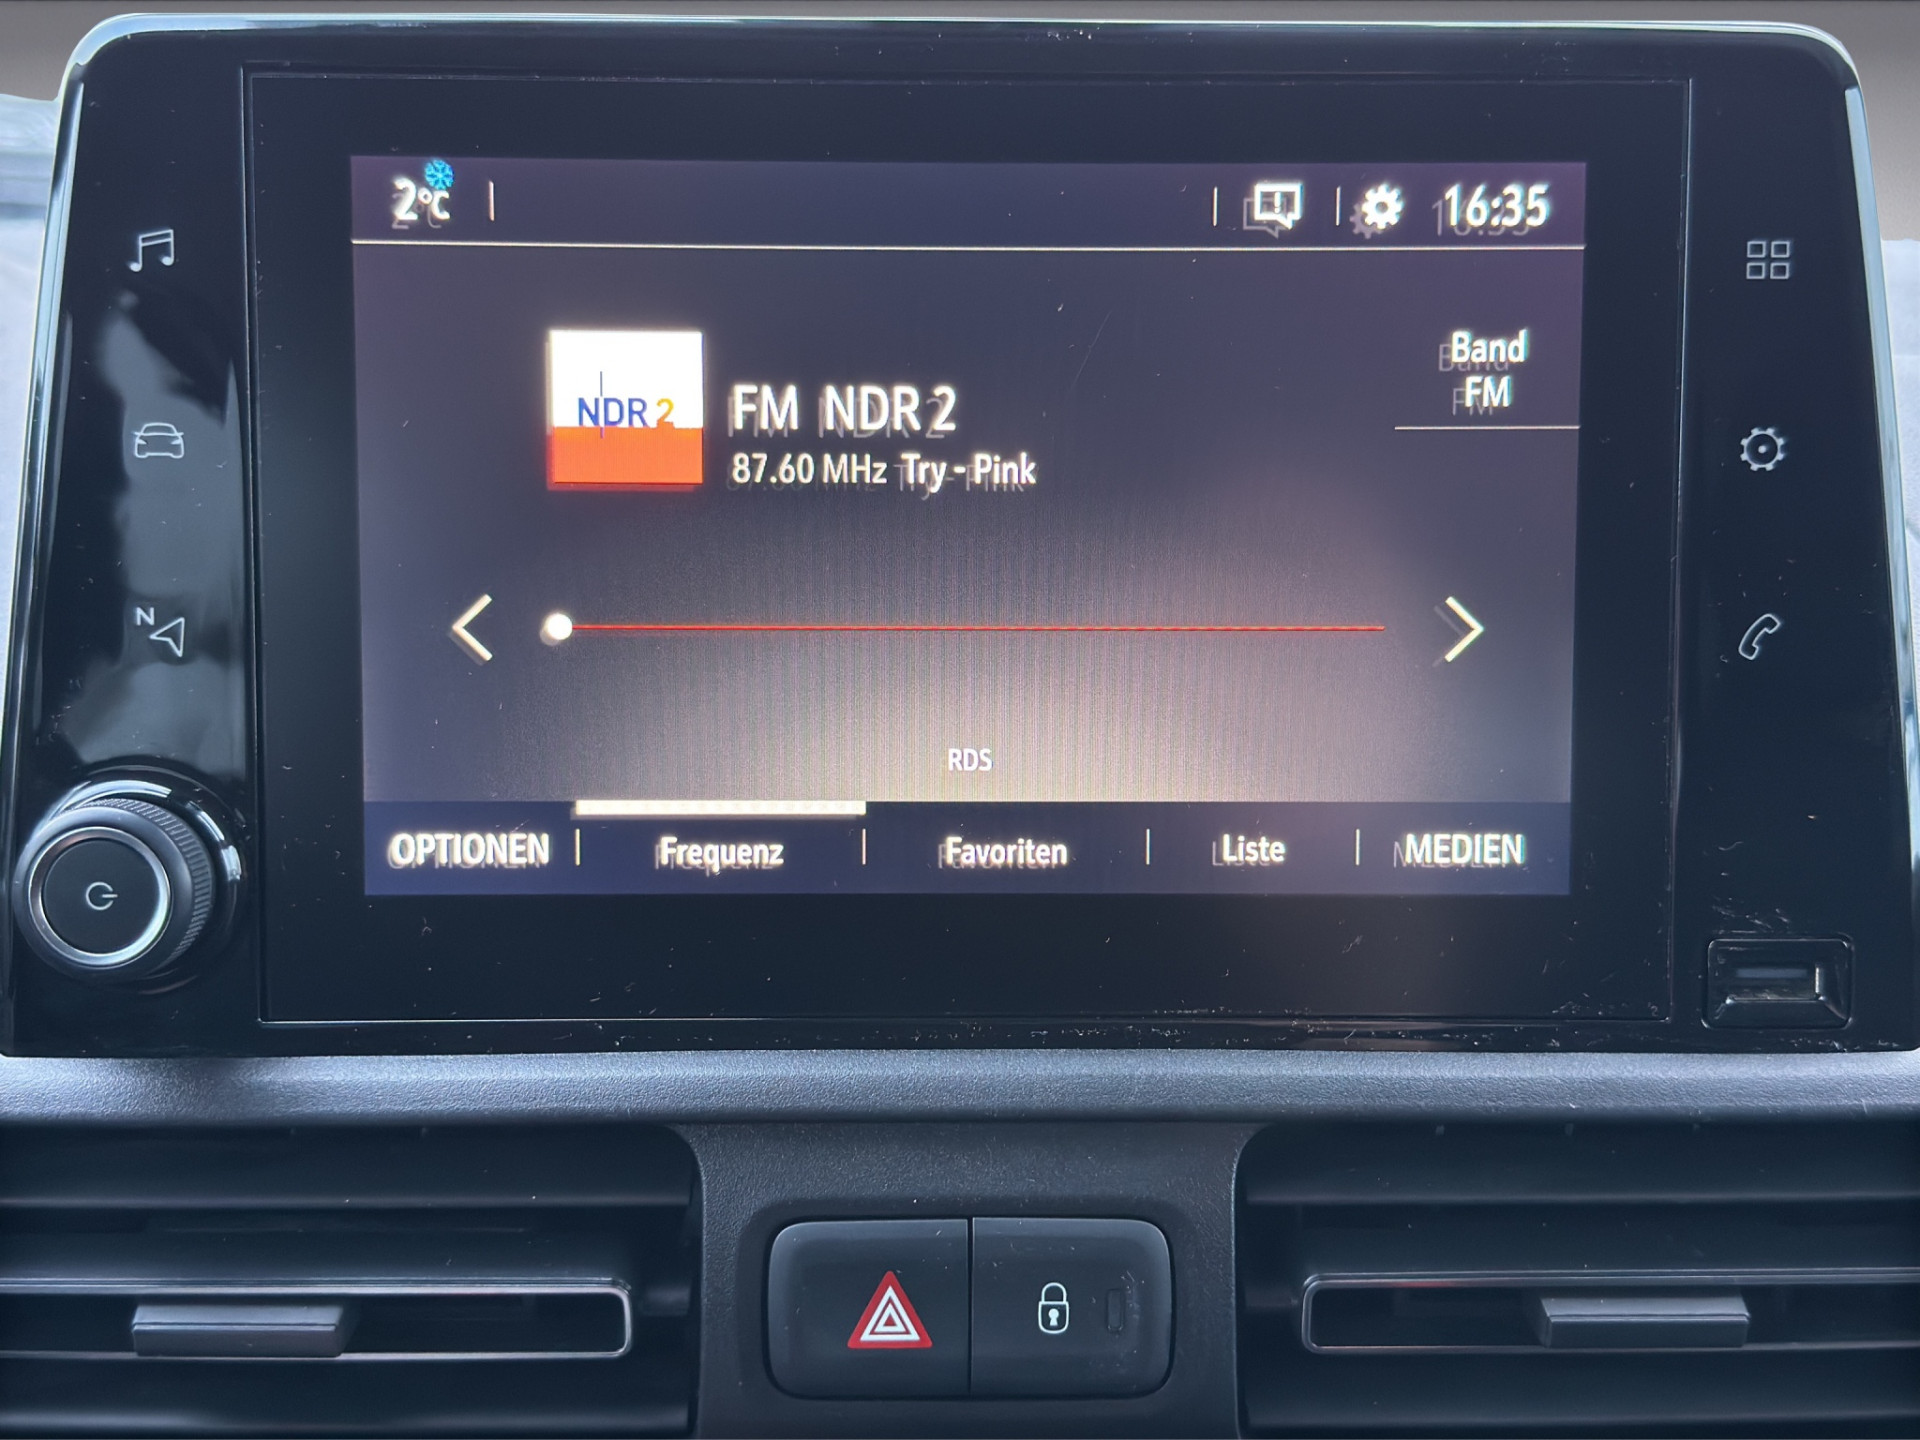 2°C
16:35
Band
FM
NDR 2
FM NDR 2
87.60 MHz Try - Pink
N
RDS
OPTIONEN
Frequenz
Favoriten
Liste
MEDIEN